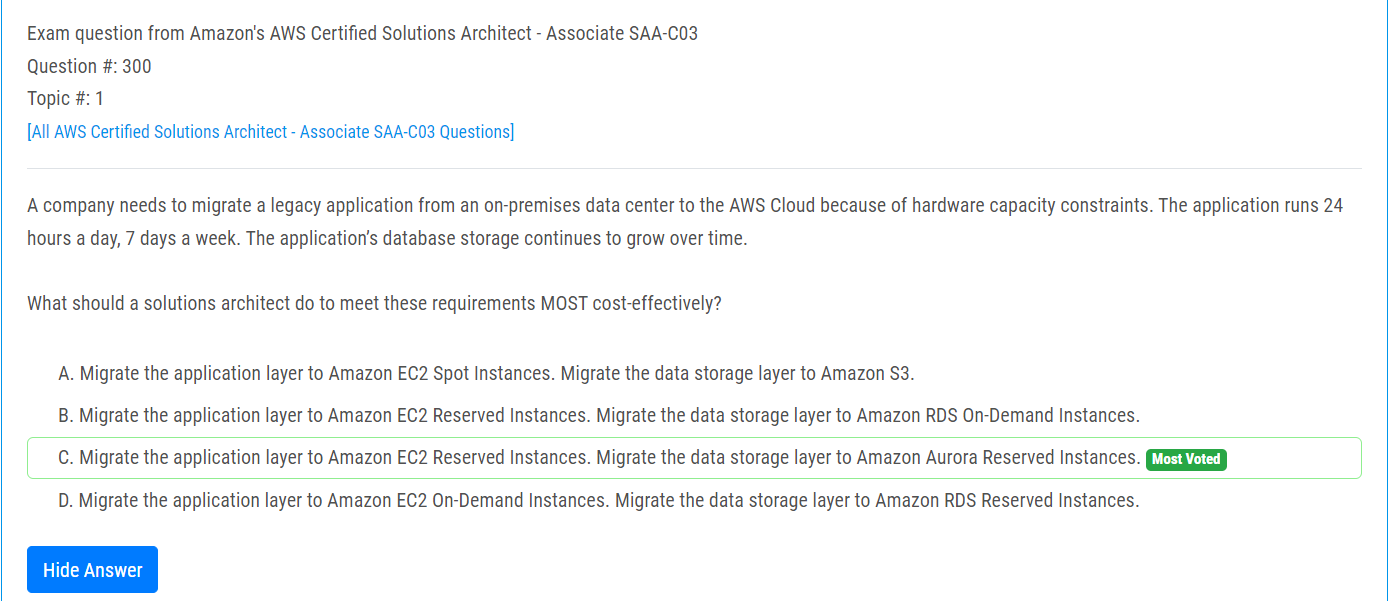 Exam question from Amazon's AWS Certified Solutions Architect - Associate SAA-C03
Question #: 300
Topic #: 1
[All AWS Certified Solutions Architect - Associate SAA-C03 Questions]
A company needs to migrate a legacy application from an on-premises data center to the AWS Cloud because of hardware capacity constraints. The application runs 24
hours a day, 7 days a week. The application’s database storage continues to grow over time.
What should a solutions architect do to meet these requirements MOST cost-effectively?
A. Migrate the application layer to Amazon EC2 Spot Instances. Migrate the data storage layer to Amazon S3.
B. Migrate the application layer to Amazon EC2 Reserved Instances. Migrate the data storage layer to Amazon RDS On-Demand Instances.
C. Migrate the application layer to Amazon EC2 Reserved Instances. Migrate the data storage layer to Amazon Aurora Reserved Instances. Most Voted
D. Migrate the application layer to Amazon EC2 On-Demand Instances. Migrate the data storage layer to Amazon RDS Reserved Instances.
Hide Answer